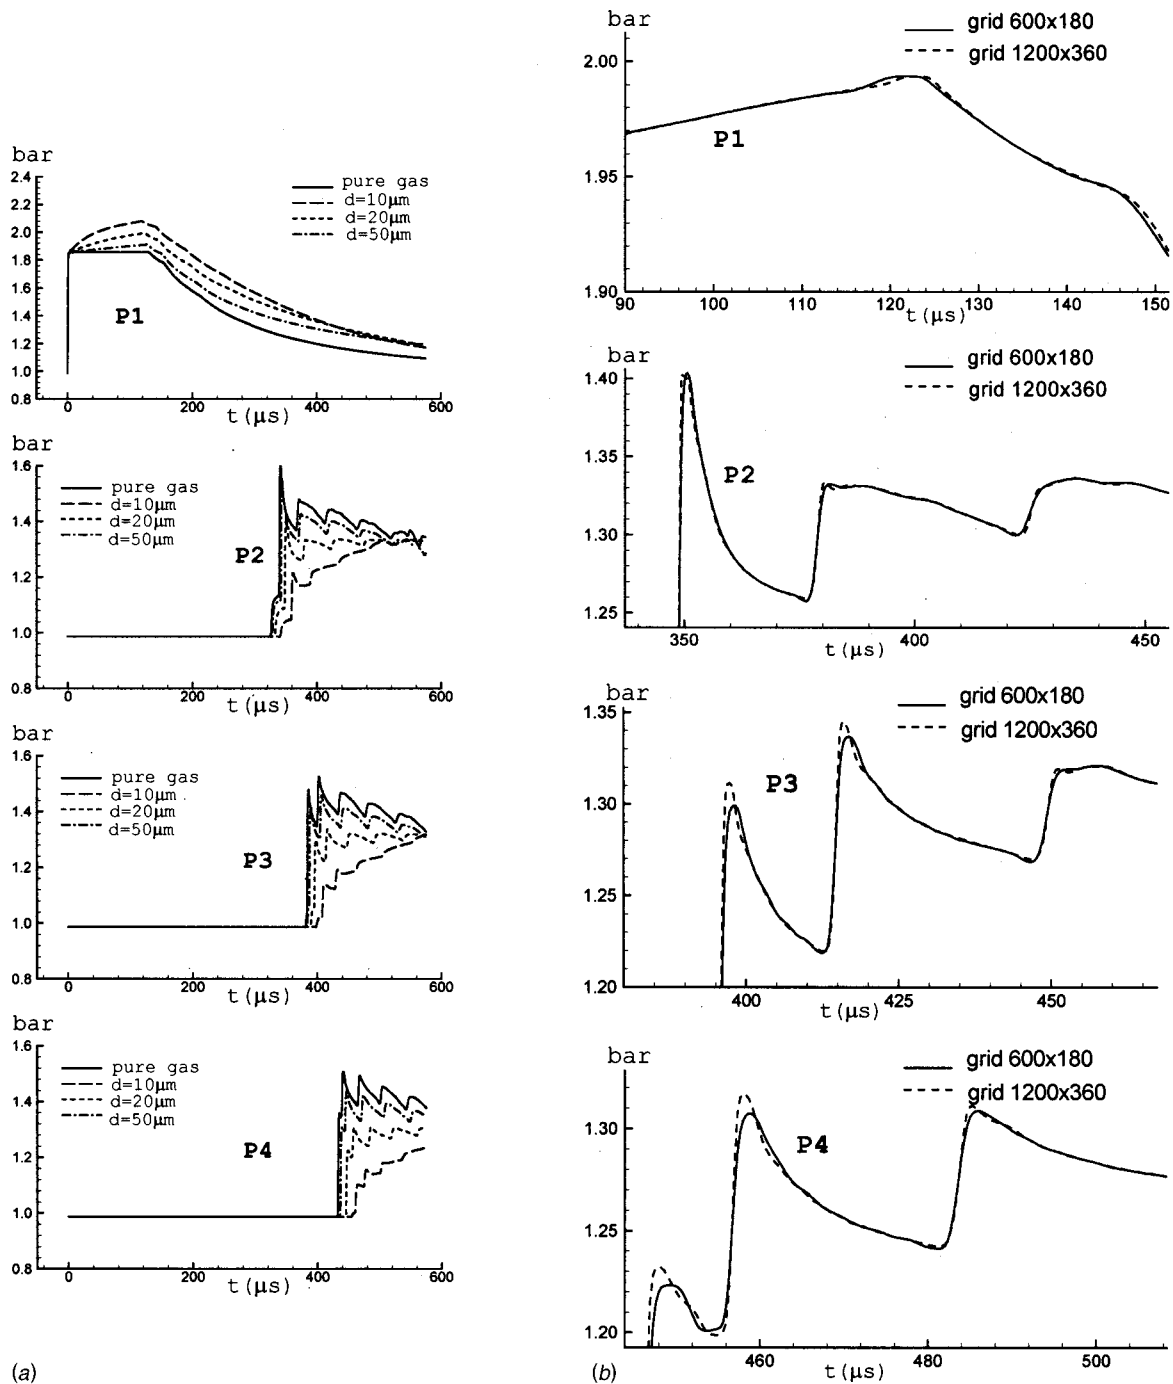 bar
2.4
2.2
2.0
1.8
1.6
1.4
1.2
1.0
0.8
pure gas
d=10μm
d=20μm
d=50μm
P1
0 200 400 600
t(μs)
bar
1.6
1.4
1.2
1.0
0.8
pure gas
d=10μm
d=20μm
d=50μm
P2
0 200 400 600
t(μs)
bar
1.6
1.4
1.2
1.0
0.8
pure gas
d=10μm
d=20μm
d=50μm
P3
0 200 400 600
t(μs)
bar
1.6
1.4
1.2
1.0
0.8
pure gas
d=10μm
d=20μm
d=50μm
P4
0 200 400 600
t(μs)
(a)
bar
grid 600x180
grid 1200x360
2.00
1.95
1.90
P1
90 100 110 120 130 140 150
t(μs)
bar
grid 600x180
grid 1200x360
1.40
1.35
1.30
1.25
P2
350 400 450
t(μs)
bar
grid 600x180
grid 1200x360
1.35
1.30
1.25
1.20
P3
400 425 450
t(μs)
bar
grid 600x180
grid 1200x360
1.30
1.25
1.20
P4
460 480 500
t(μs)
(b)